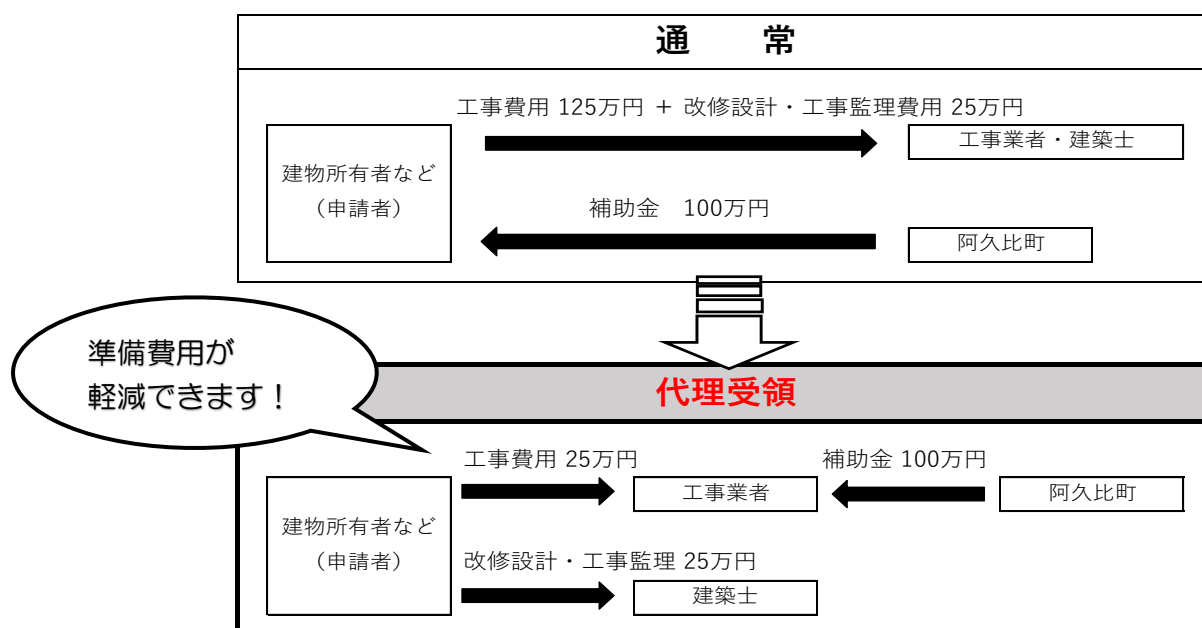 通　　常
工事費用 125万円 ＋ 改修設計・工事監理費用 25万円
建物所有者など
（申請者）
工事業者・建築士
補助金　100万円
阿久比町
準備費用が
軽減できます！
代理受領
工事費用 25万円
補助金 100万円
工事業者
阿久比町
建物所有者など
（申請者）
改修設計・工事監理 25万円
建築士